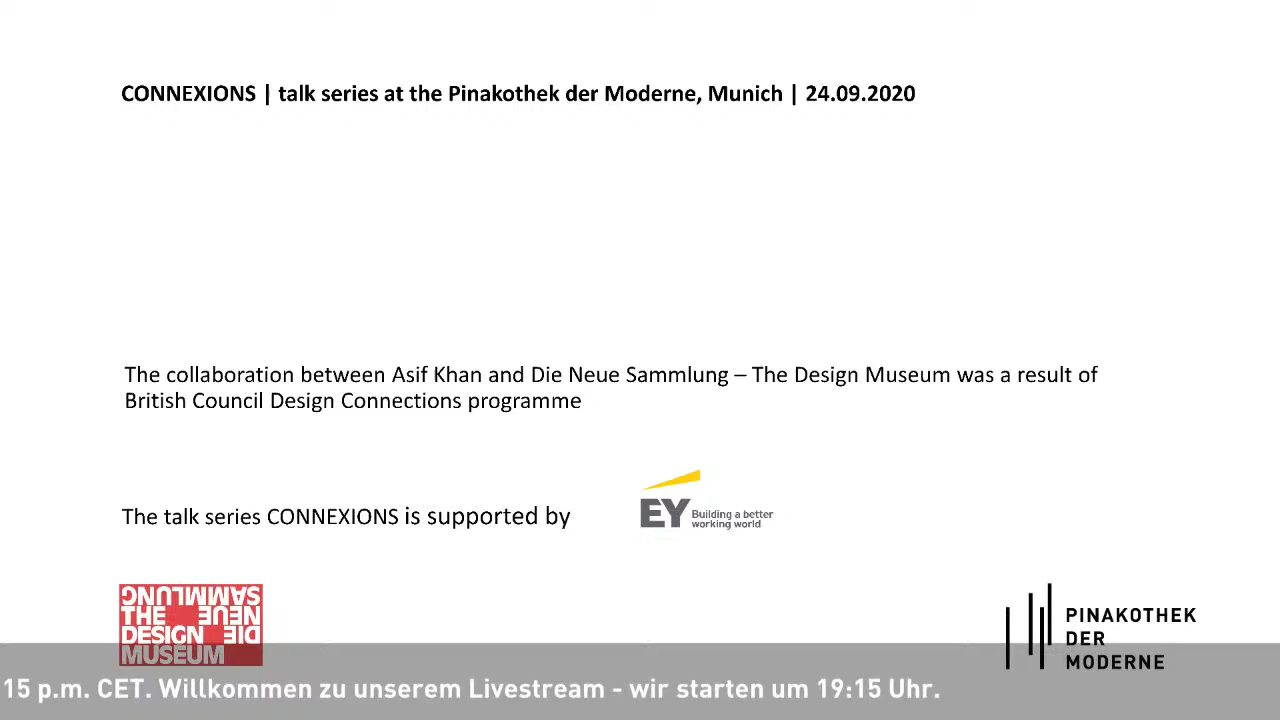 CONNEXIONS | talk series at the Pinakothek der Moderne, Munich | 24.09.2020
The collaboration between Asif Khan and Die Neue Sammlung – The Design Museum was a result of
British Council Design Connections programme
The talk series CONNEXIONS is supported by
EY Building a better
working world
SAMMLUNG
THE NEUE
DESIGN DIE
MUSEUM
PINAKOTHEK
DER
MODERNE
15 p.m. CET. Willkommen zu unserem Livestream - wir starten um 19:15 Uhr.